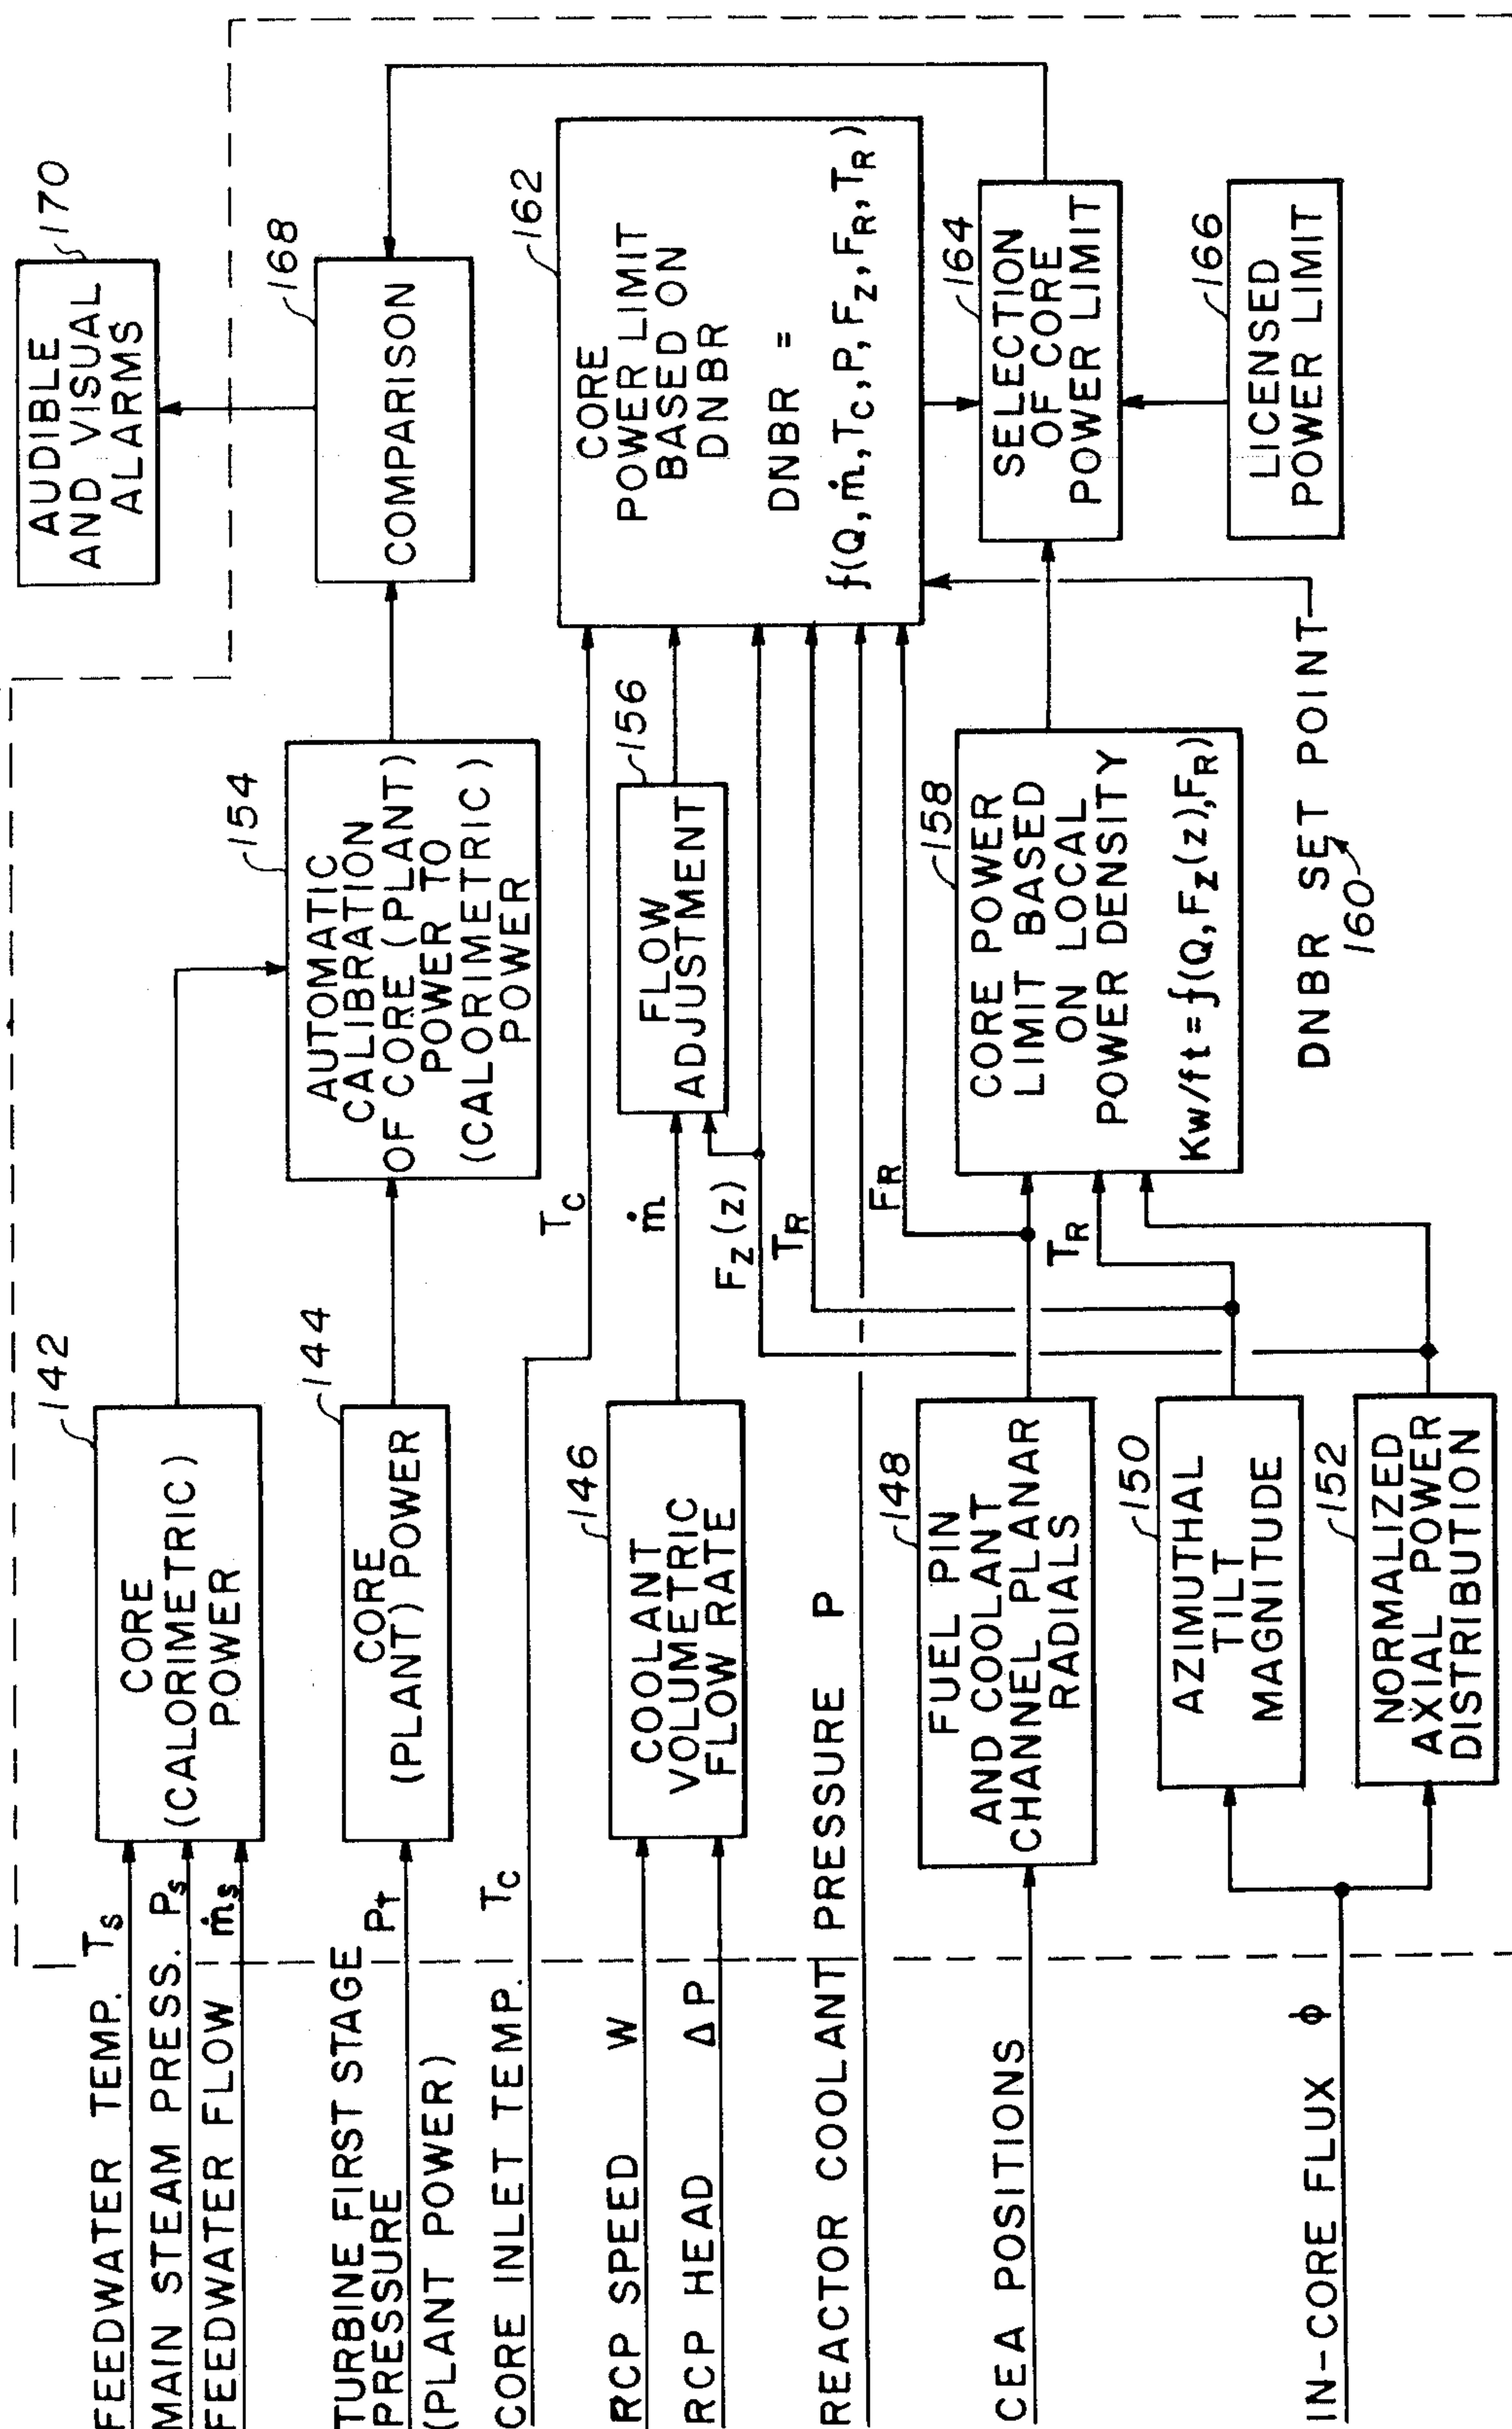 FEEDWATER TEMP. Ts
MAIN STEAM PRESS. Ps
FEEDWATER FLOW ṁs
TURBINE FIRST STAGE
PRESSURE PT
(PLANT POWER)
CORE INLET TEMP. TC
RCP SPEED W
RCP HEAD ΔP
REACTOR COOLANT PRESSURE P
CEA POSITIONS
IN-CORE FLUX ϕ
142
CORE
(CALORIMETRIC)
POWER
144
CORE
(PLANT) POWER
146
COOLANT
VOLUMETRIC
FLOW RATE
148
FUEL PIN
AND COOLANT
CHANNEL PLANAR
RADIALS
150
AZIMUTHAL
TILT
MAGNITUDE
152
NORMALIZED
AXIAL POWER
DISTRIBUTION
TC
ṁ
FZ(z)
TR
FR
TR
154
AUTOMATIC
CALIBRATION
OF CORE (PLANT)
POWER TO
(CALORIMETRIC)
POWER
156
FLOW
ADJUSTMENT
158
CORE POWER
LIMIT BASED
ON LOCAL
POWER DENSITY
Kw/ft = f(Q,FZ(z),FR)
DNBR SET POINT
160
170
AUDIBLE
AND VISUAL
ALARMS
168
COMPARISON
162
CORE
POWER LIMIT
BASED ON
DNBR
DNBR =
f(Q,ṁ,TC,P,FZ,FR,TR)
164
SELECTION
OF CORE
POWER LIMIT
166
LICENSED
POWER LIMIT